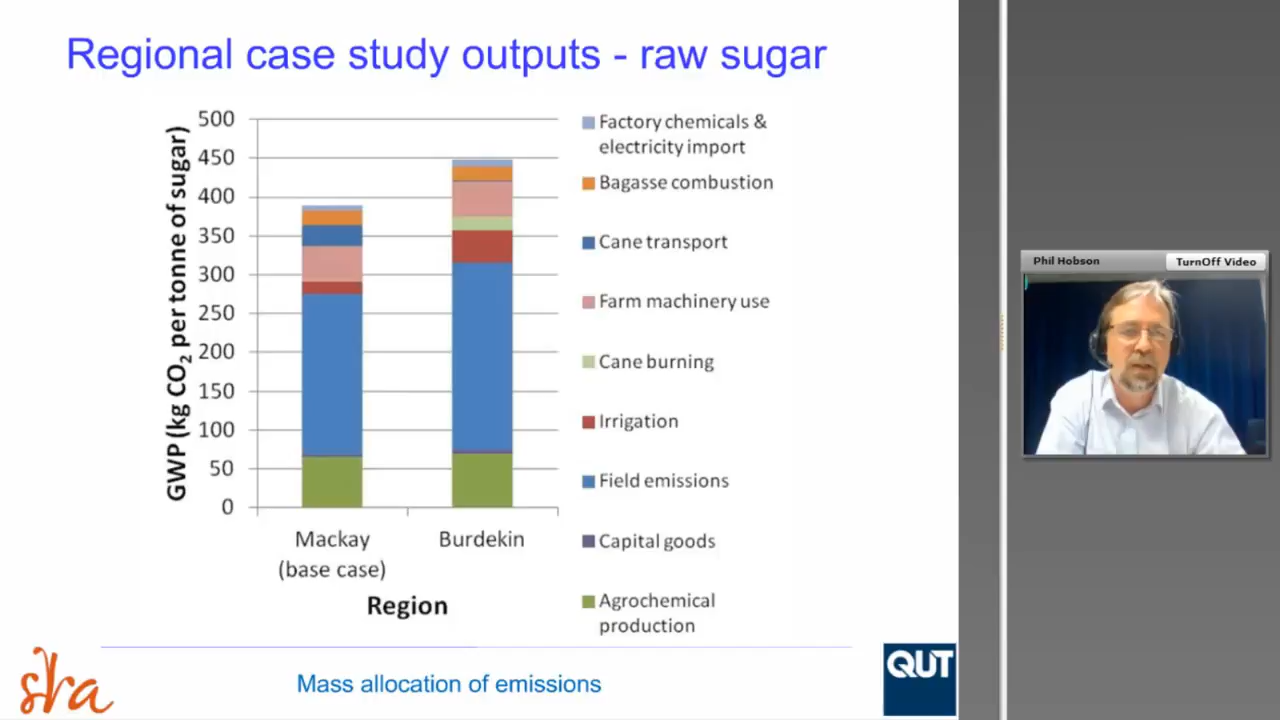 Regional case study outputs - raw sugar
GWP (kg CO2 per tonne of sugar)
500
450
400
350
300
250
200
150
100
50
0
Mackay
(base case)
Burdekin
Region
Factory chemicals &
electricity import
Bagasse combustion
Cane transport
Farm machinery use
Cane burning
Irrigation
Field emissions
Capital goods
Agrochemical
production
sra
Mass allocation of emissions
QUT
Phil Hobson
TurnOff Video